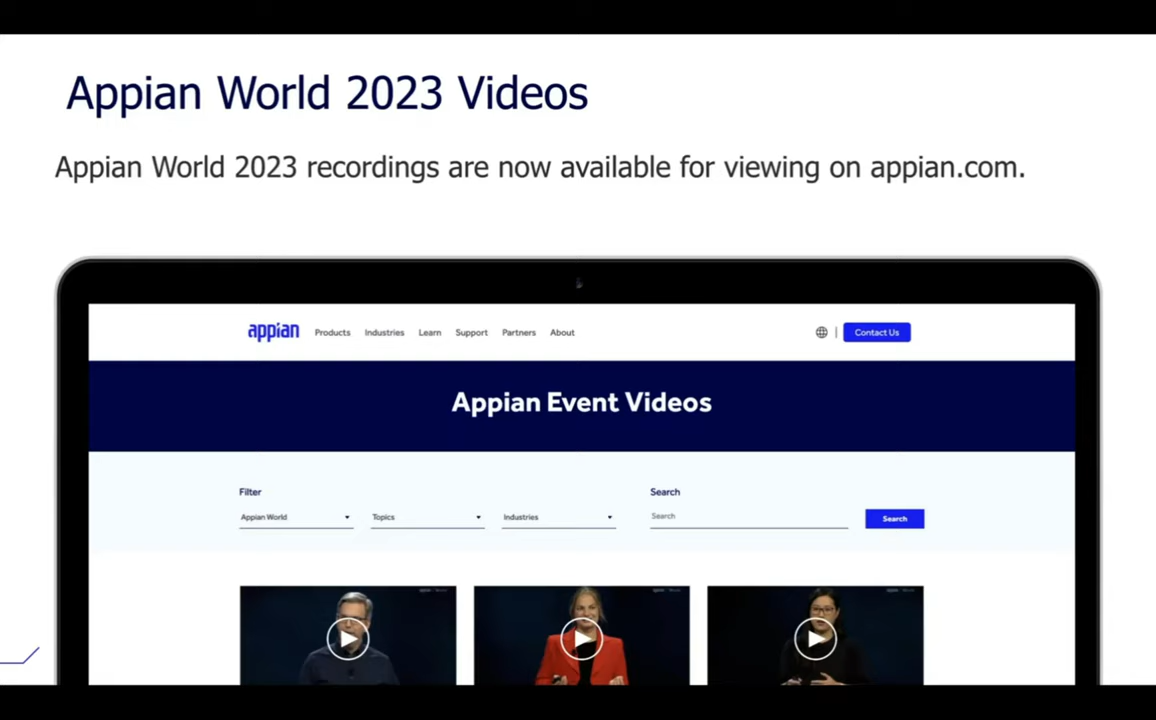 Appian World 2023 Videos
Appian World 2023 recordings are now available for viewing on appian.com.
appian Products Industries Learn Support Partners About | Contact Us
Appian Event Videos
Filter Search
Appian World Topics Industries Search Search